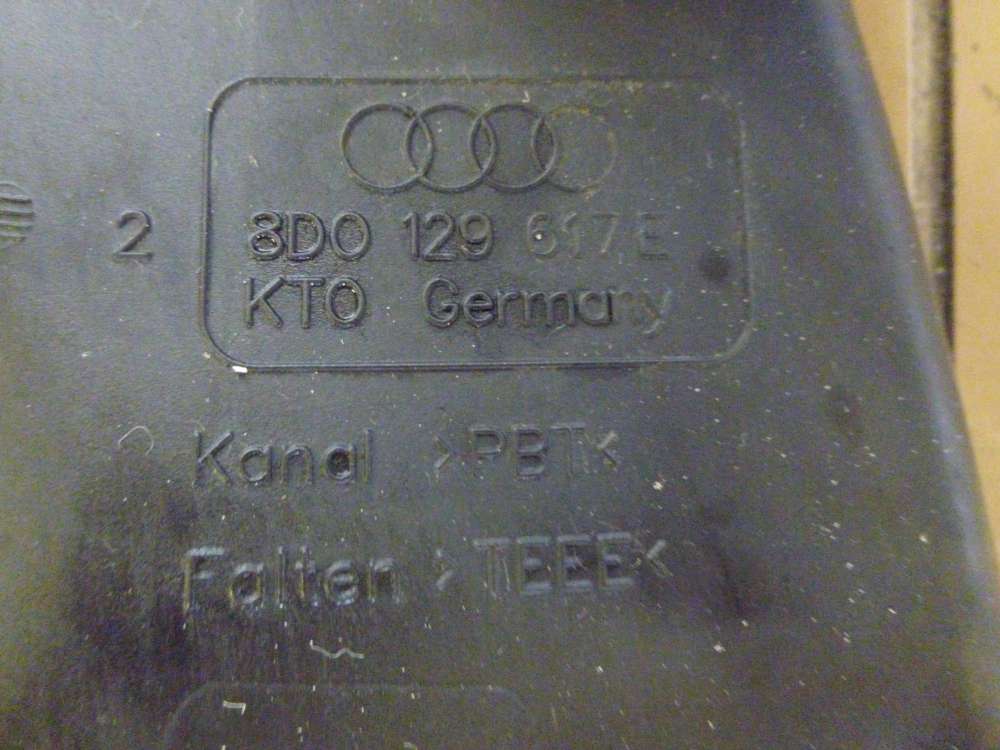 2 8D0 129 617 E
KTO Germany
Kanal >PBT<
Falten >TEEE<